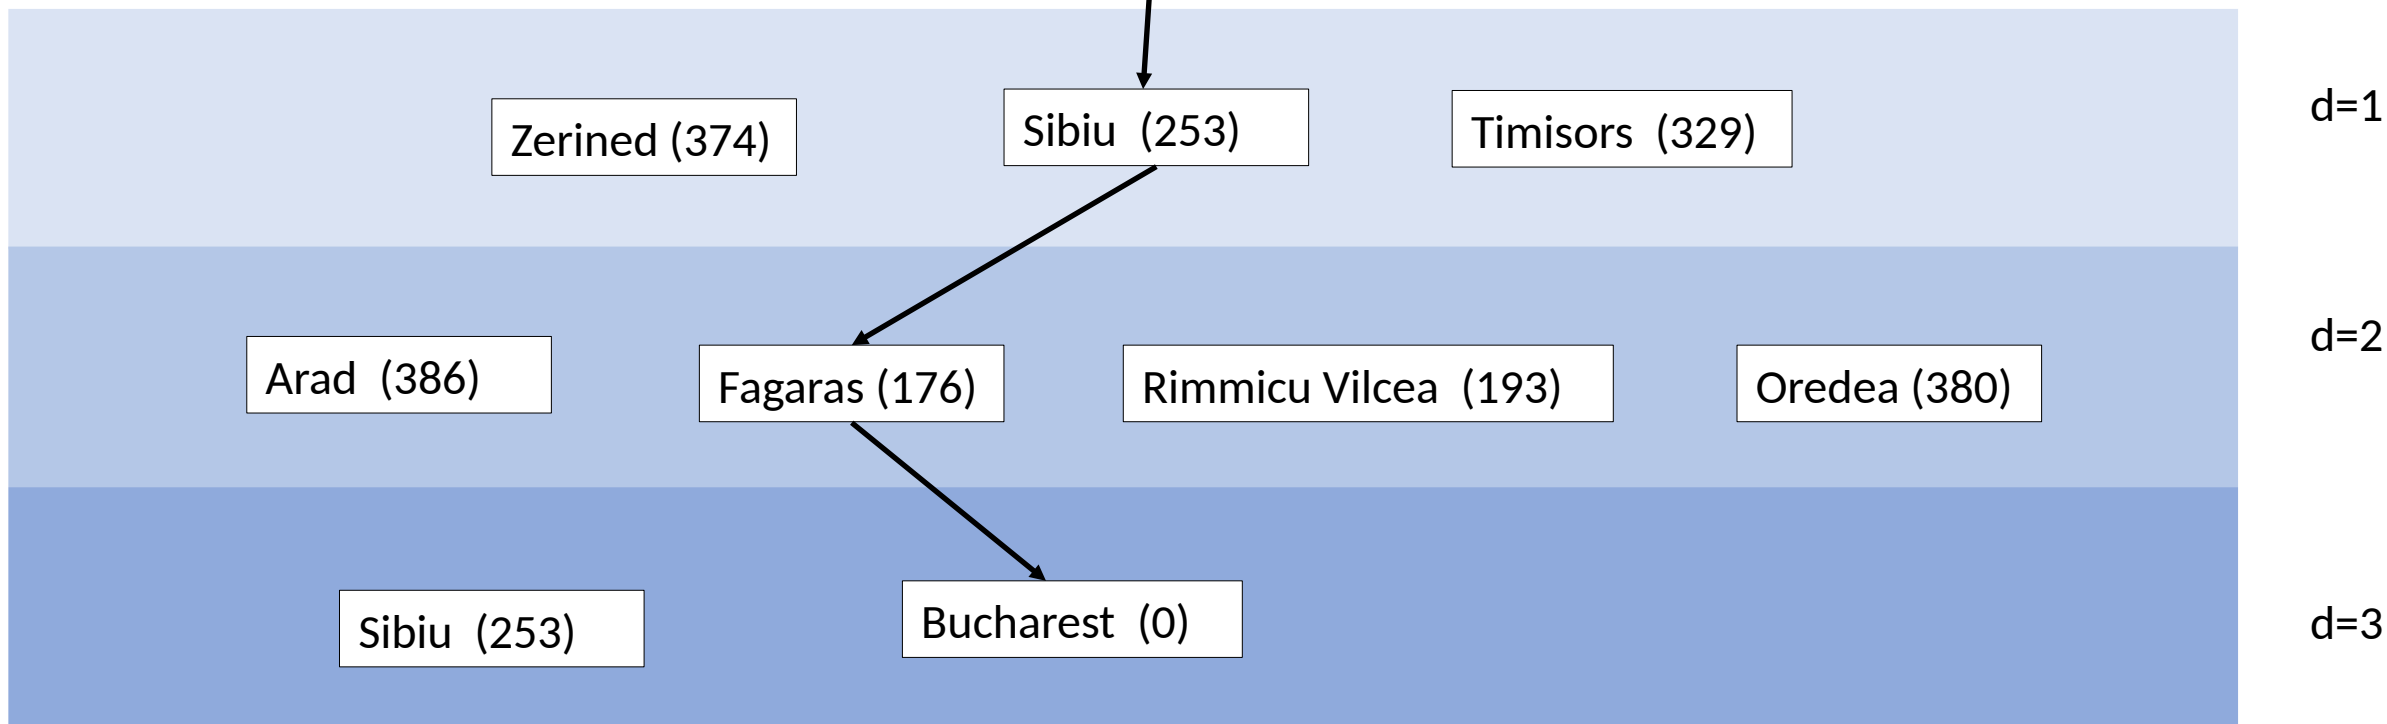 Zerined (374)
Sibiu (253)
Timisors (329)
d=1
Arad (386)
Fagaras (176)
Rimmicu Vilcea (193)
Oredea (380)
d=2
Sibiu (253)
Bucharest (0)
d=3